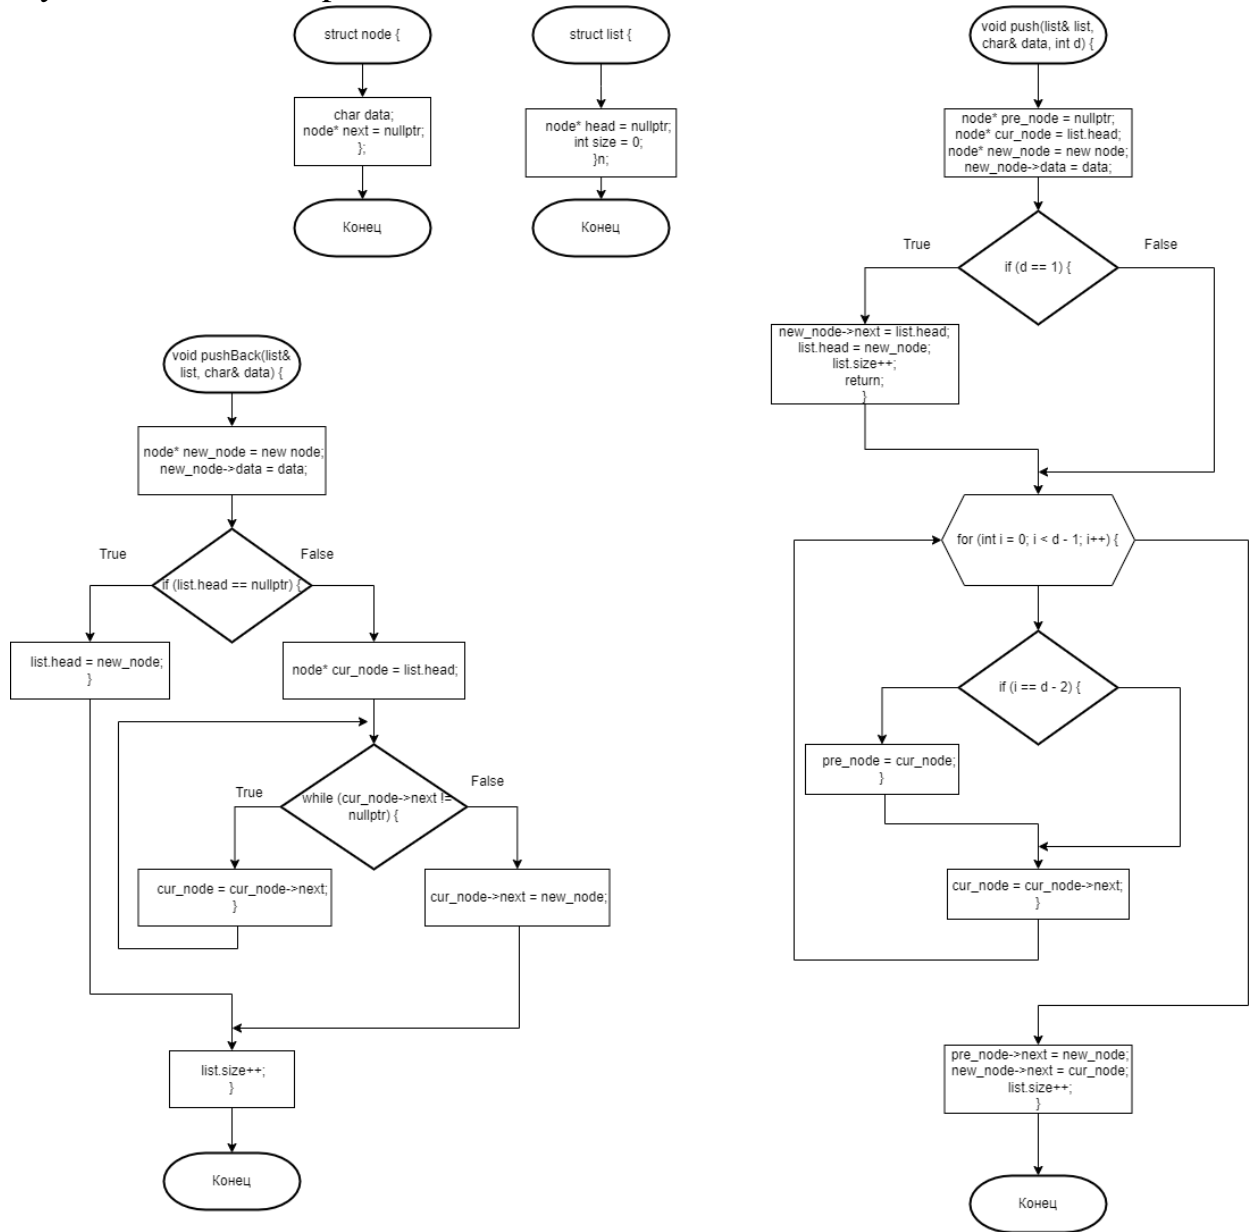 struct node {
char data;
node* next = nullptr;
};
Конец
struct list {
node* head = nullptr;
int size = 0;
}n;
Конец
void push(list& list,
char& data, int d) {
node* pre_node = nullptr;
node* cur_node = list.head;
node* new_node = new node;
new_node->data = data;
True
False
if (d == 1) {
new_node->next = list.head;
list.head = new_node;
list.size++;
return;
}
for (int i = 0; i < d - 1; i++) {
if (i == d - 2) {
pre_node = cur_node;
}
cur_node = cur_node->next;
}
pre_node->next = new_node;
new_node->next = cur_node;
list.size++;
}
Конец
void pushBack(list&
list, char& data) {
node* new_node = new node;
new_node->data = data;
True
False
if (list.head == nullptr) {
list.head = new_node;
}
node* cur_node = list.head;
True
False
while (cur_node->next !=
nullptr) {
cur_node = cur_node->next;
}
cur_node->next = new_node;
list.size++;
}
Конец